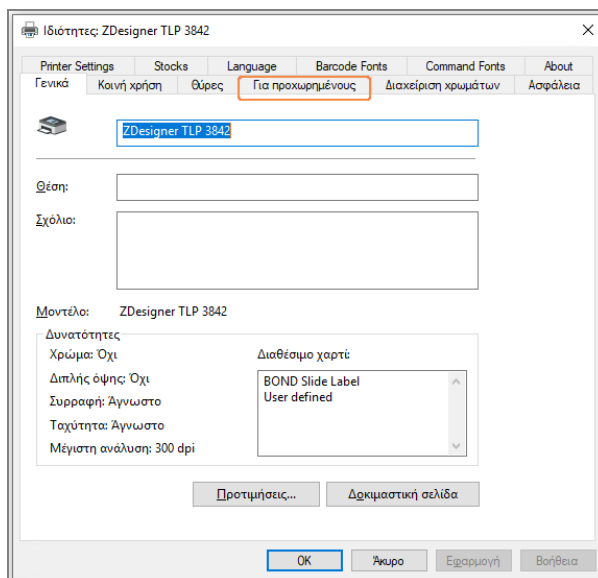 Ιδιότητες: ZDesigner TLP 3842
Printer Settings Stocks Language Barcode Fonts Command Fonts About
Γενικά Κοινή χρήση Θύρες Για προχωρημένους Διαχείριση χρωμάτων Ασφάλεια
ZDesigner TLP 3842
Θέση:
Σχόλιο:
Μοντέλο: ZDesigner TLP 3842
Δυνατότητες
Χρώμα: Όχι Διαθέσιμο χαρτί:
Διπλής όψης: Όχι BOND Slide Label
Συρραφή: Άγνωστο User defined
Ταχύτητα: Άγνωστο
Μέγιστη ανάλυση: 300 dpi
Προτιμήσεις... Δοκιμαστική σελίδα
OK Άκυρο Εφαρμογή Βοήθεια